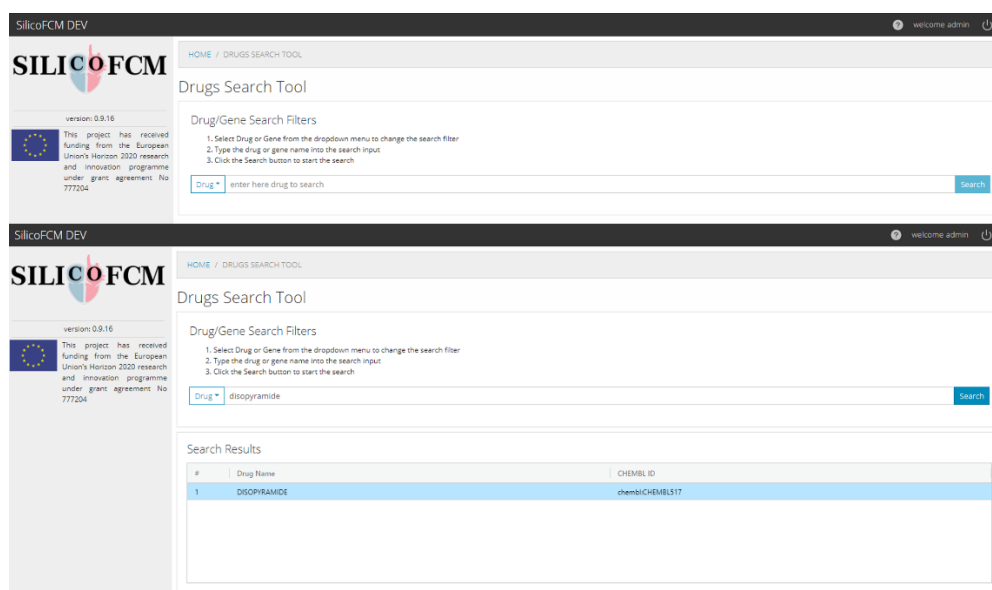 SilicoFCM DEV
welcome admin
SILICOFCM
HOME / DRUGS SEARCH TOOL
Drugs Search Tool
version: 0.9.16
This project has received
funding from the European
Union's Horizon 2020 research
and innovation programme
under grant agreement No
777204
Drug/Gene Search Filters
1. Select Drug or Gene from the dropdown menu to change the search filter
2. Type the drug or gene name into the search input
3. Click the Search button to start the search
Drug enter here drug to search Search
SilicoFCM DEV
welcome admin
SILICOFCM
HOME / DRUGS SEARCH TOOL
Drugs Search Tool
version: 0.9.16
This project has received
funding from the European
Union's Horizon 2020 research
and innovation programme
under grant agreement No
777204
Drug/Gene Search Filters
1. Select Drug or Gene from the dropdown menu to change the search filter
2. Type the drug or gene name into the search input
3. Click the Search button to start the search
Drug disopyramide Search
Search Results
# Drug Name CHEMBL ID
1 DISOPYRAMIDE chembl:CHEMBL517